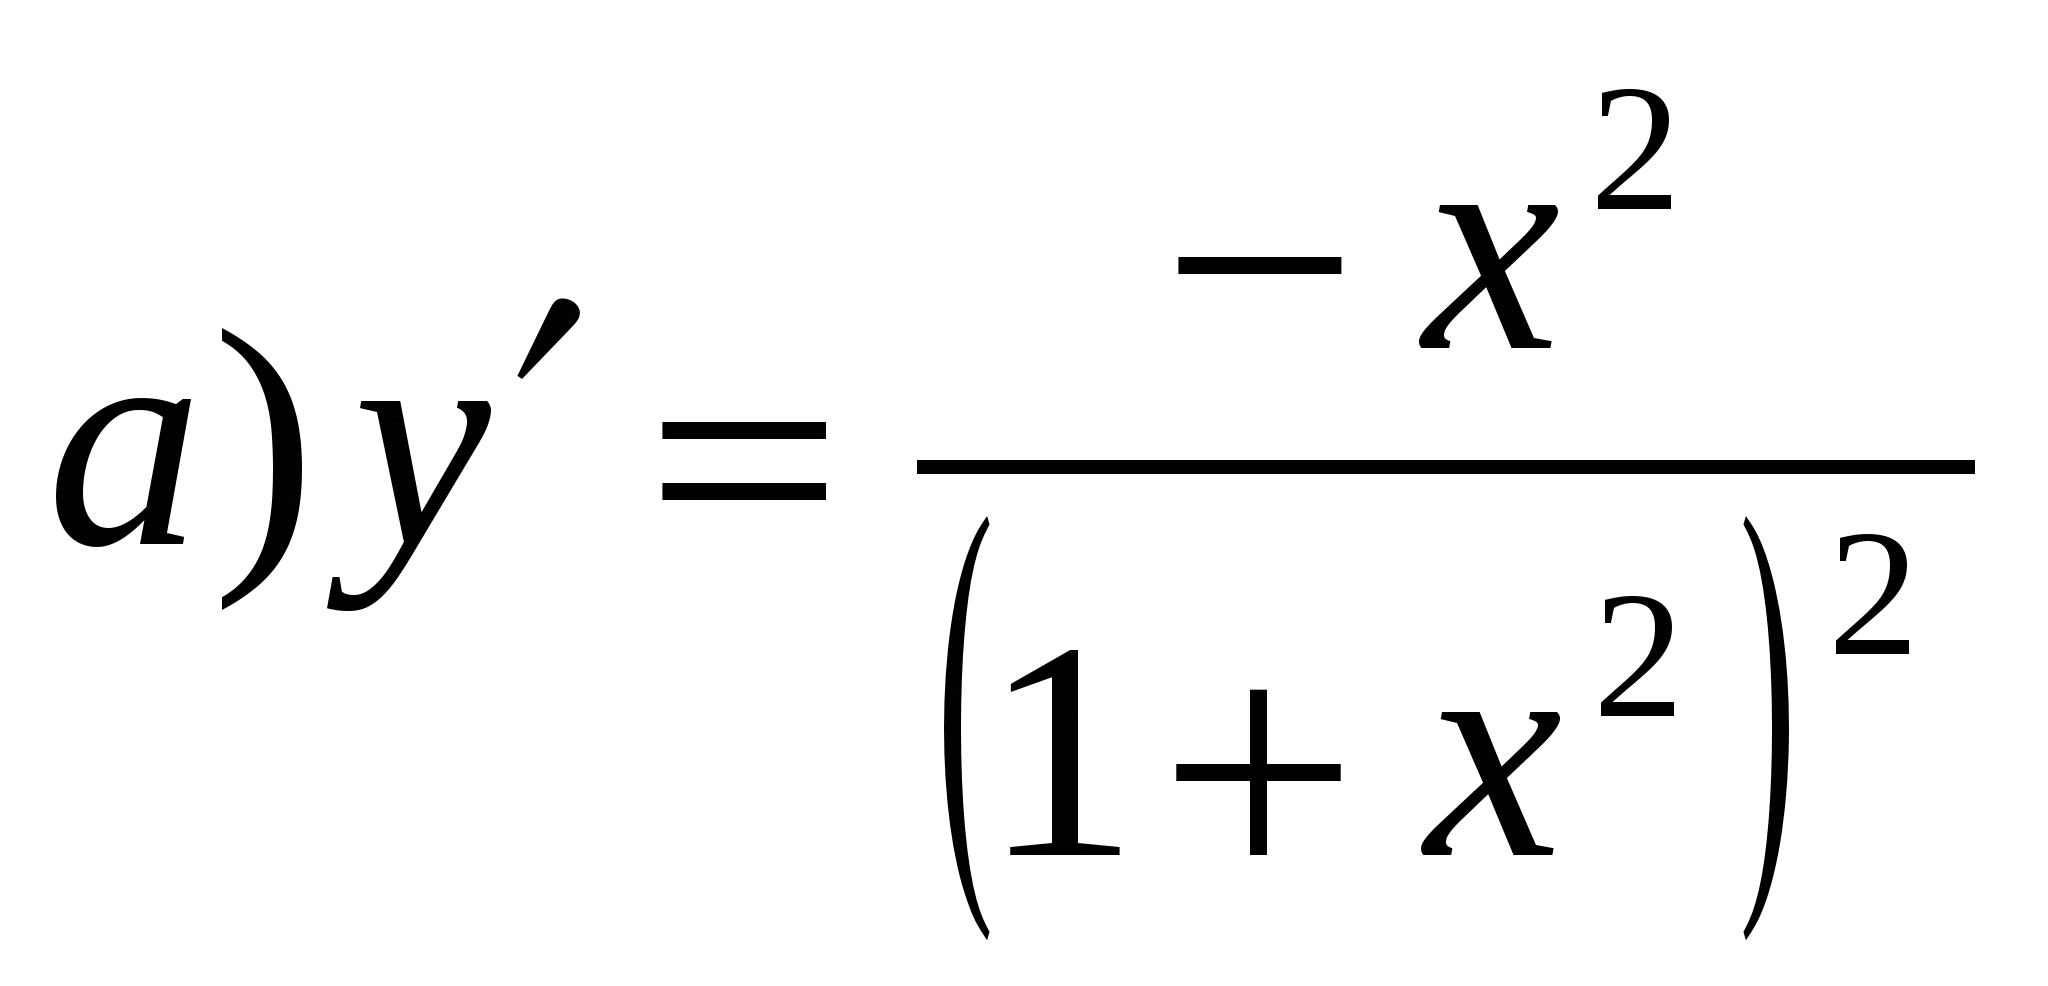 a) y′ = −x² / (1 + x²)²